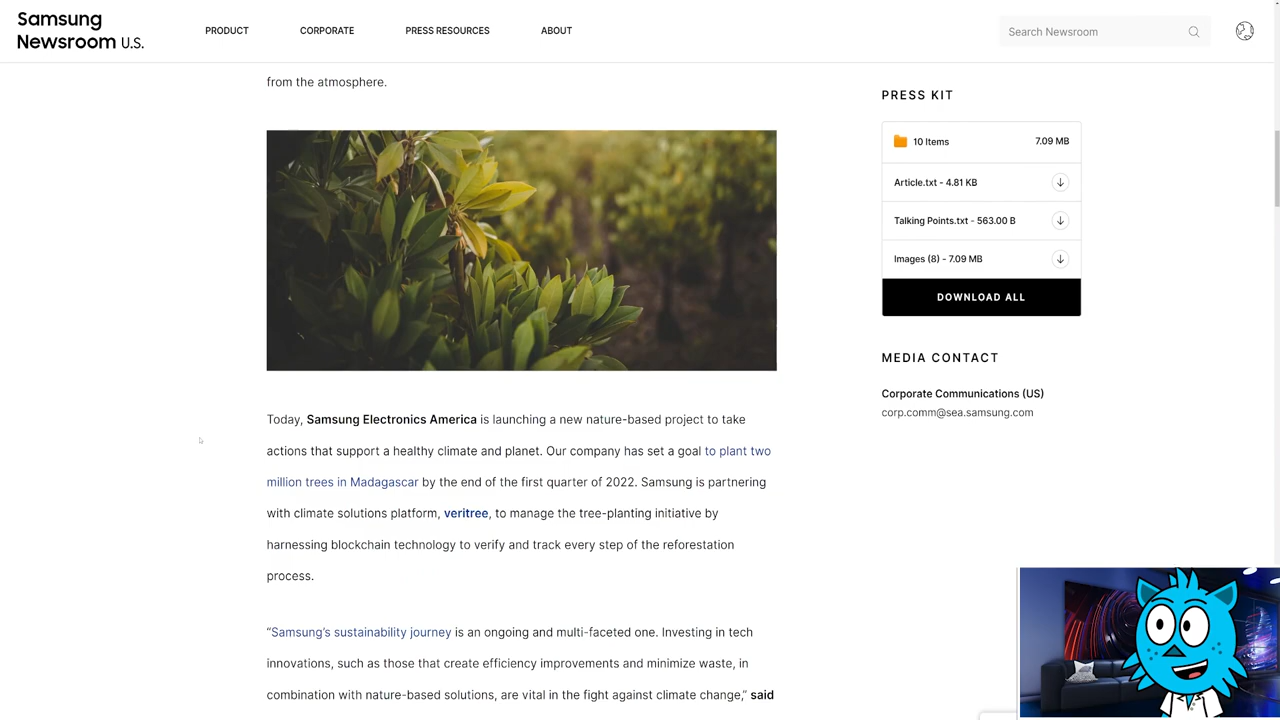 Samsung
Newsroom U.S.
PRODUCT
CORPORATE
PRESS RESOURCES
ABOUT
Search Newsroom
from the atmosphere.
Today, Samsung Electronics America is launching a new nature-based project to take
actions that support a healthy climate and planet. Our company has set a goal to plant two
million trees in Madagascar by the end of the first quarter of 2022. Samsung is partnering
with climate solutions platform, veritree, to manage the tree-planting initiative by
harnessing blockchain technology to verify and track every step of the reforestation
process.
“Samsung’s sustainability journey is an ongoing and multi-faceted one. Investing in tech
innovations, such as those that create efficiency improvements and minimize waste, in
combination with nature-based solutions, are vital in the fight against climate change,” said
PRESS KIT
10 Items 7.09 MB
Article.txt - 4.81 KB
Talking Points.txt - 563.00 B
Images (8) - 7.09 MB
DOWNLOAD ALL
MEDIA CONTACT
Corporate Communications (US)
corp.comm@sea.samsung.com